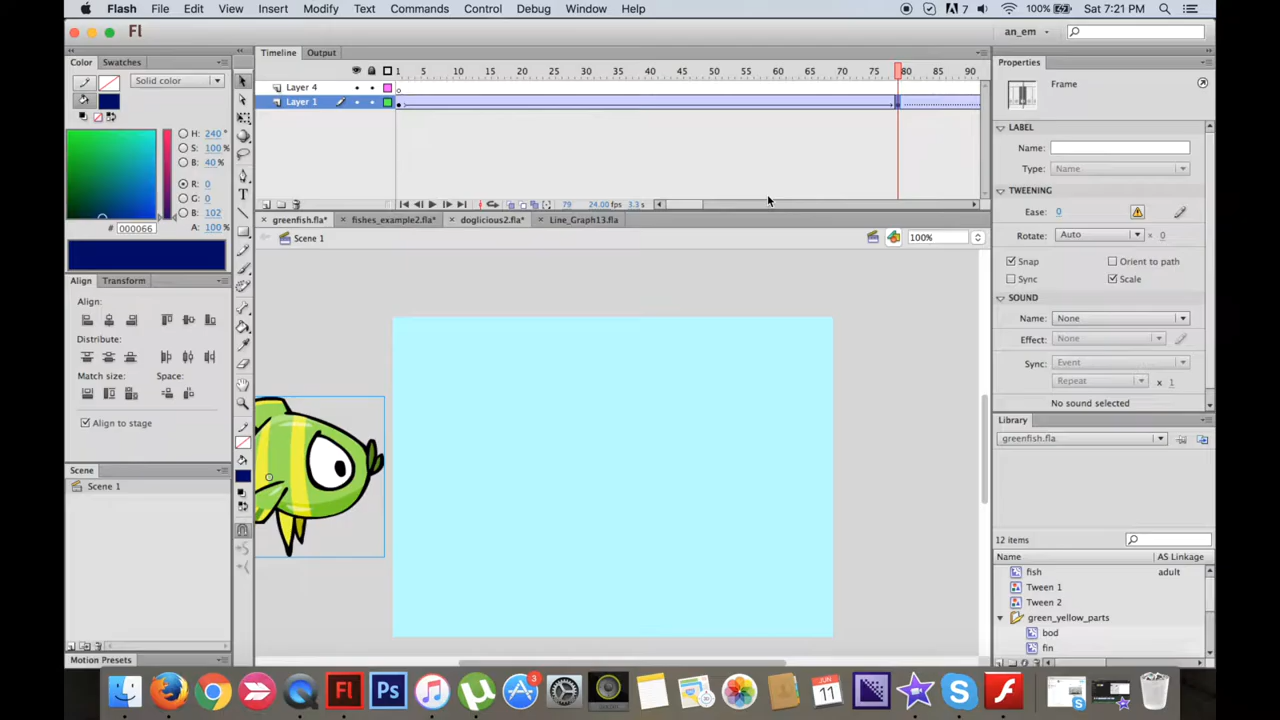 Flash File Edit View Insert Modify Text Commands Control Debug Window Help 7 100% Sat 7:21 PM
Fl an_em
Color Swatches Timeline Output Properties
Solid color 1 5 10 15 20 25 30 35 40 45 50 55 60 65 70 75 80 85 90 Frame
Layer 4
Layer 1
LABEL
H: 240 °
S: 100 %
B: 40 %
Name:
Type: Name
R: 0
G: 0
B: 102
TWEENING
79 24.00 fps 3.3 s
Ease: 0
# 000066 A: 100%
greenfish.fla* fishes_example2.fla* doglicious2.fla* Line_Graph13.fla
Rotate: Auto x 0
Scene 1 100%
Snap Orient to path
Sync Scale
Align Transform
SOUND
Align:
Name: None
Distribute:
Effect: None
Match size: Space:
Sync: Event
Repeat x 1
No sound selected
Align to stage
Library
greenfish.fla
Scene
Scene 1
12 items
Name AS Linkage
fish adult
Tween 1
Tween 2
green_yellow_parts
bod
fin
Motion Presets
3
Fl Ps JUN 11